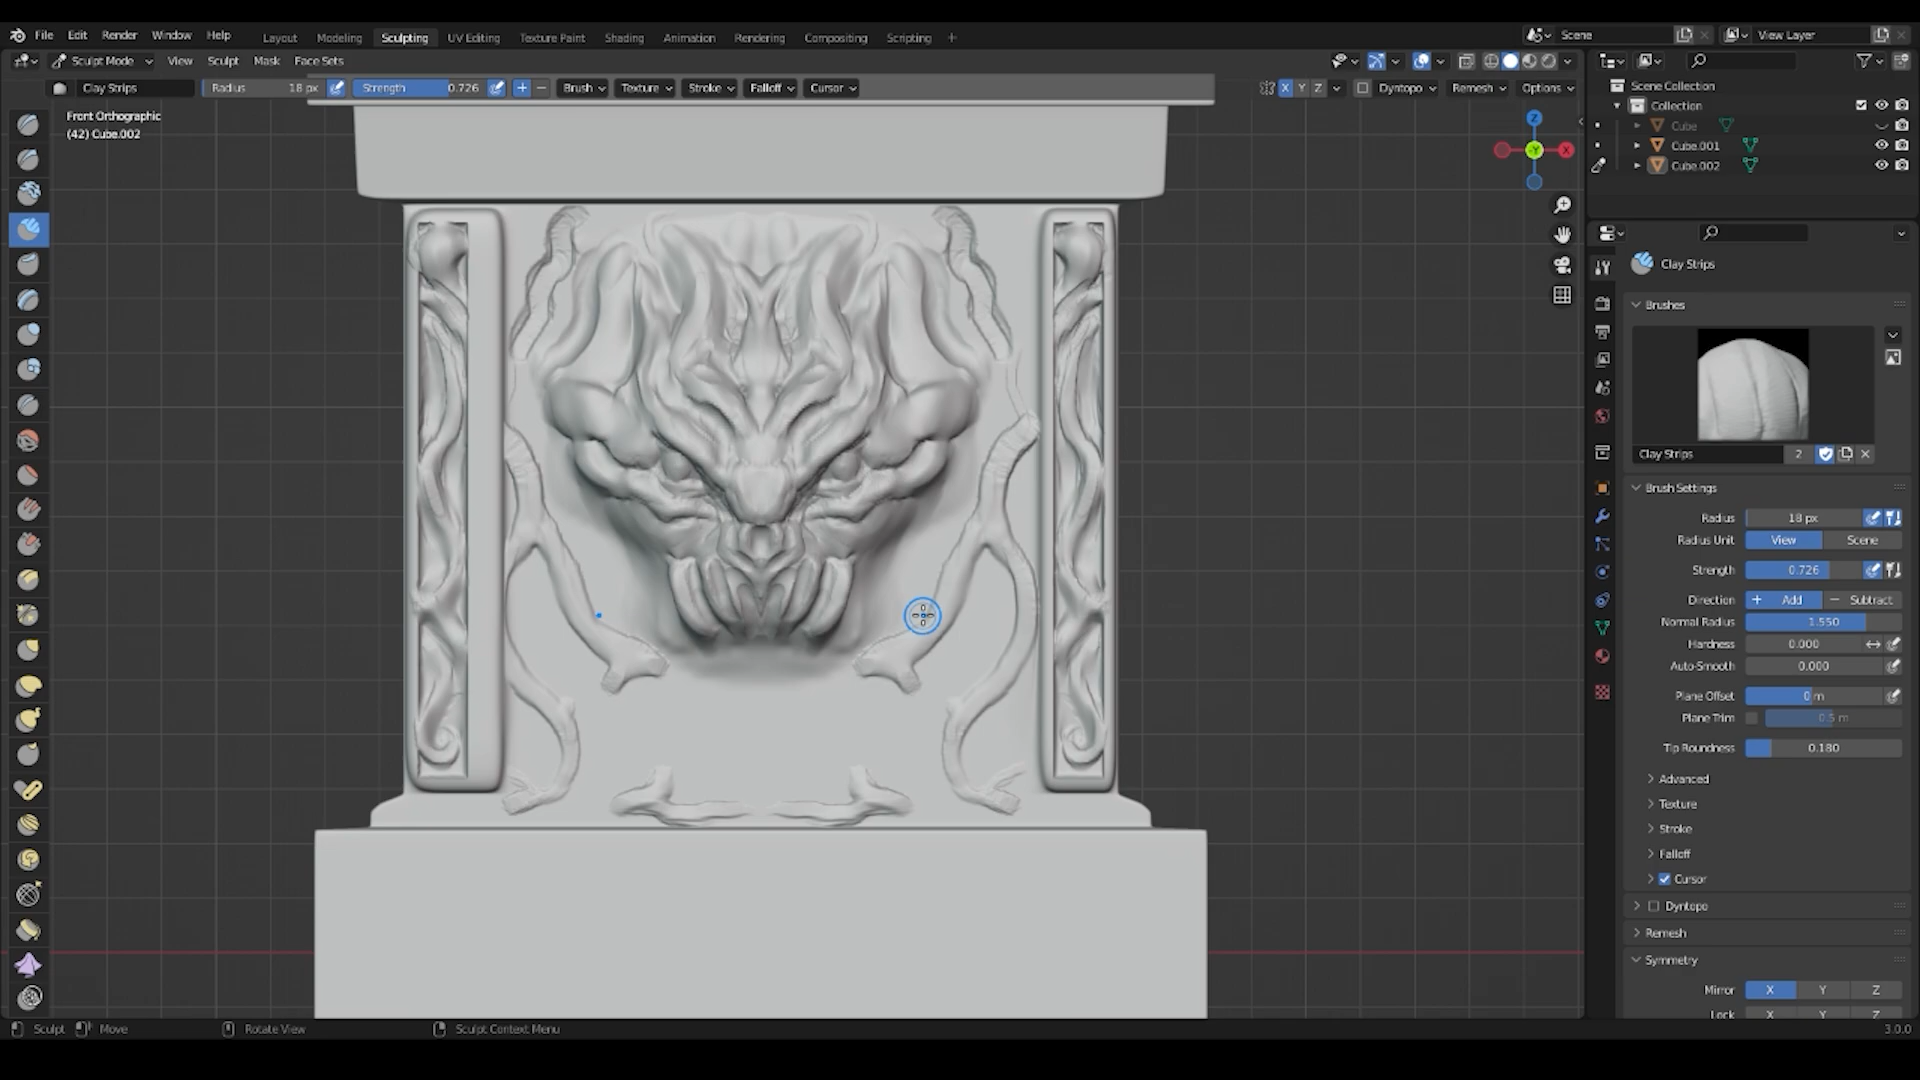 File Edit Render Window Help Layout Modeling Sculpting UV Editing Texture Paint Shading Animation Rendering Compositing Scripting + Scene View Layer
Sculpt Mode View Sculpt Mask Face Sets
Clay Strips Radius 18 px Strength 0.726 + − Brush Texture Stroke Falloff Cursor X Y Z Dyntopo Remesh Options
Front Orthographic
(42) Cube.002
Z
Y
X
Scene Collection
Collection
Cube
Cube.001
Cube.002
Clay Strips
Brushes
Clay Strips 2
Brush Settings
Radius 18 px
Radius Unit View Scene
Strength 0.726
Direction + Add − Subtract
Normal Radius 1.550
Hardness 0.000
Auto-Smooth 0.000
Plane Offset 0 m
Plane Trim 0.5 m
Tip Roundness 0.180
Advanced
Texture
Stroke
Falloff
Cursor
Dyntopo
Remesh
Symmetry
Mirror X Y Z
Lock X Y Z
Sculpt Move Rotate View Sculpt Context Menu 3.0.0